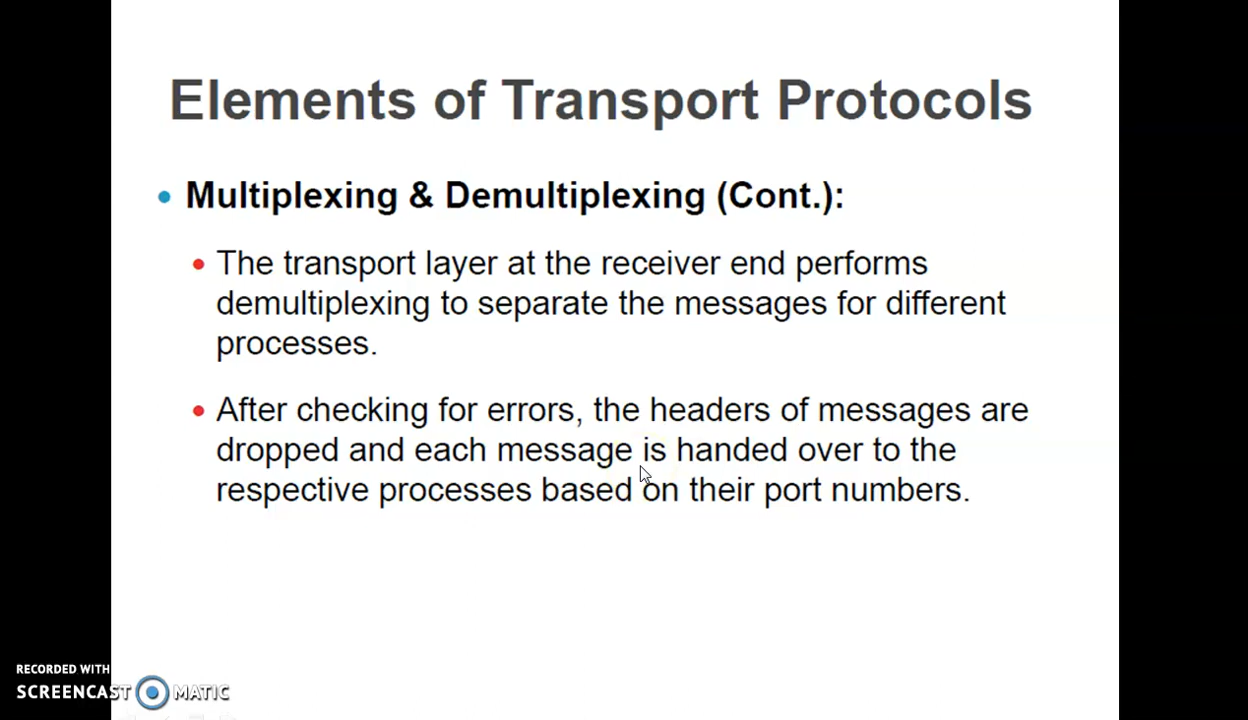 Elements of Transport Protocols
• Multiplexing & Demultiplexing (Cont.):
• The transport layer at the receiver end performs
demultiplexing to separate the messages for different
processes.
• After checking for errors, the headers of messages are
dropped and each message is handed over to the
respective processes based on their port numbers.
RECORDED WITH
SCREENCAST MATIC